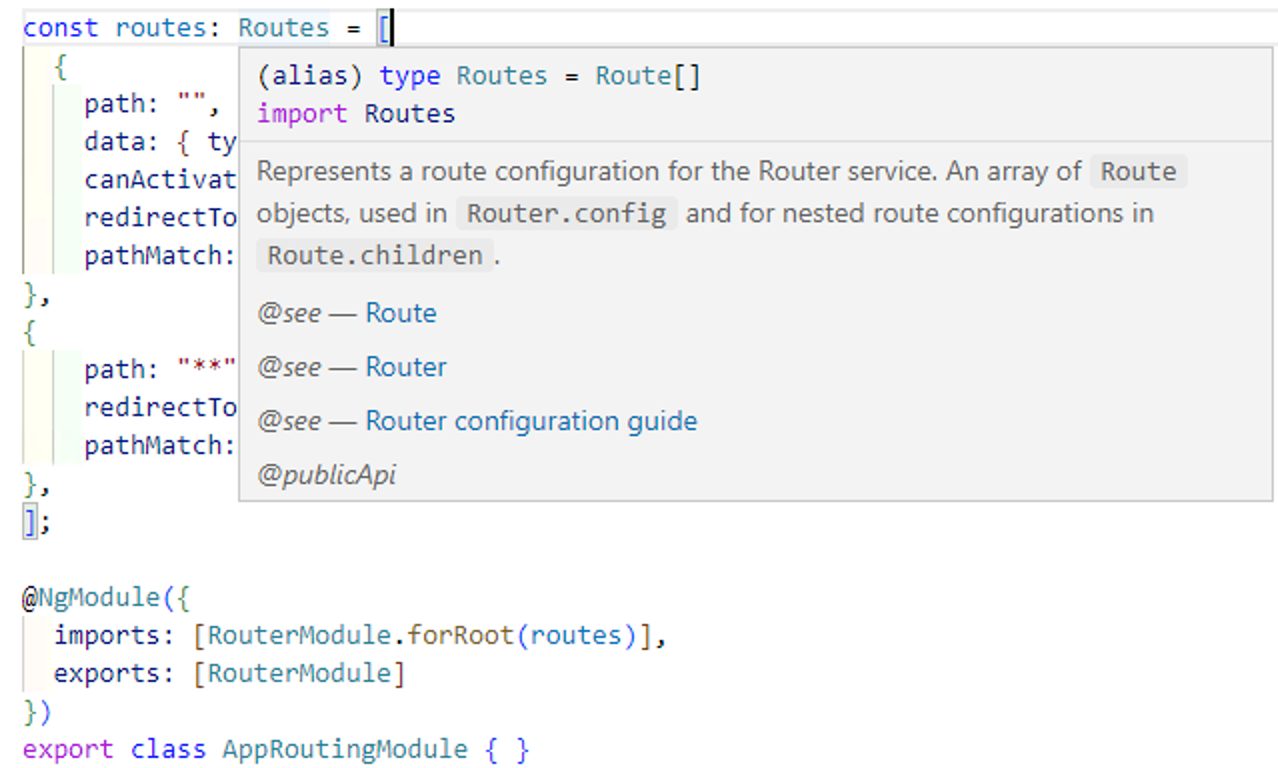 const routes: Routes = [
{
path: "",
data: { ty
canActivat
redirectTo
pathMatch:
},
{
path: "**"
redirectTo
pathMatch:
},
];
(alias) type Routes = Route[]
import Routes
Represents a route configuration for the Router service. An array of Route
objects, used in Router.config and for nested route configurations in
Route.children.
@see — Route
@see — Router
@see — Router configuration guide
@publicApi
@NgModule({
imports: [RouterModule.forRoot(routes)],
exports: [RouterModule]
})
export class AppRoutingModule { }